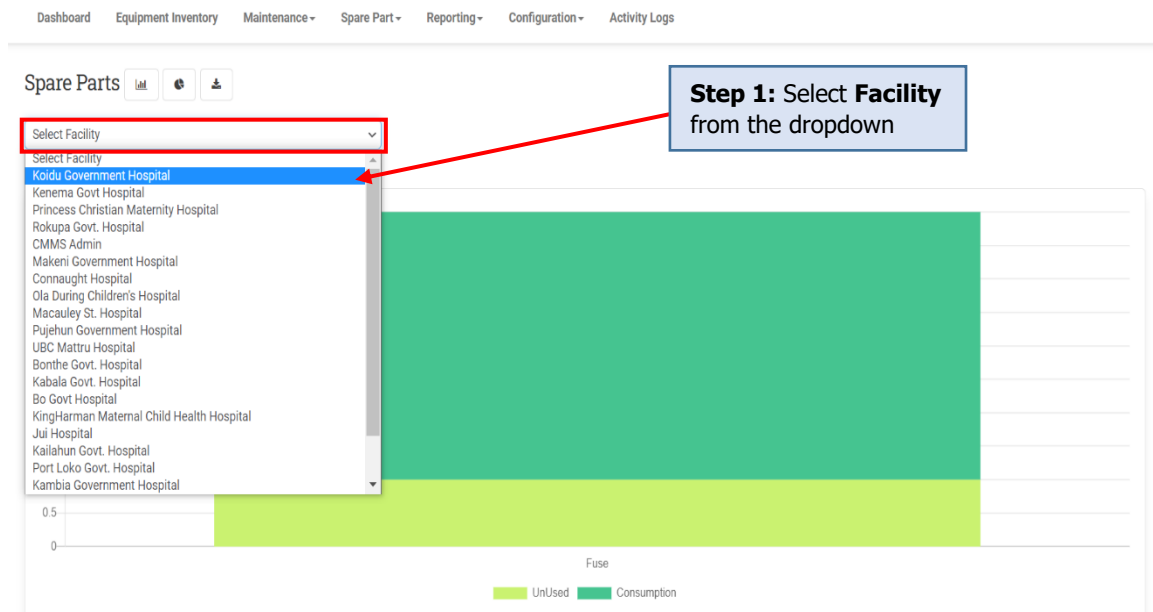 Dashboard Equipment Inventory Maintenance Spare Part Reporting Configuration Activity Logs
Spare Parts
Step 1: Select Facility
from the dropdown
Select Facility
Select Facility
Koidu Government Hospital
Kenema Govt Hospital
Princess Christian Maternity Hospital
Rokupa Govt. Hospital
CMMS Admin
Makeni Government Hospital
Connaught Hospital
Ola During Children's Hospital
Macauley St. Hospital
Pujehun Government Hospital
UBC Mattru Hospital
Bonthe Govt. Hospital
Kabala Govt. Hospital
Bo Govt Hospital
KingHarman Maternal Child Health Hospital
Jui Hospital
Kailahun Govt. Hospital
Port Loko Govt. Hospital
Kambia Government Hospital
0.5
0
Fuse
UnUsed Consumption